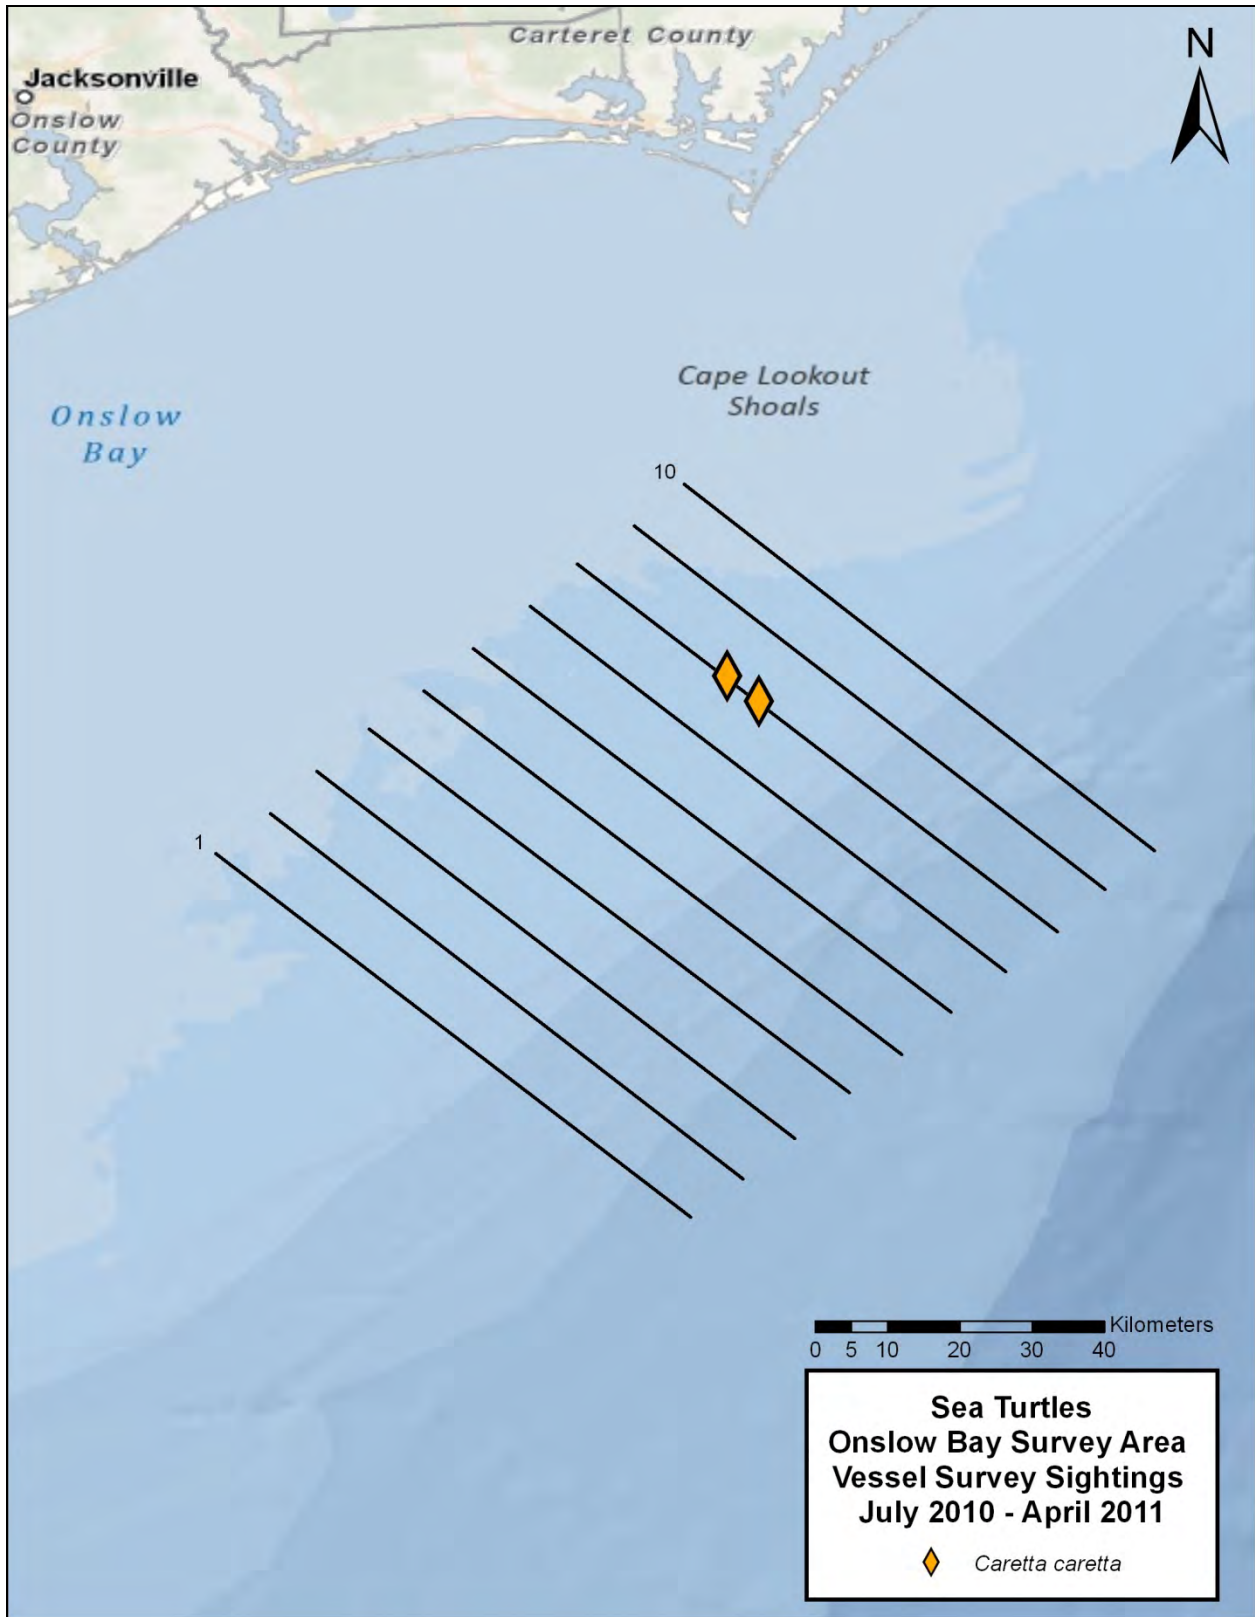 Carteret County
N
Jacksonville
Onslow
County
Cape Lookout
Shoals
Onslow
Bay
10
1
Kilometers
0 5 10 20 30 40
Sea Turtles
Onslow Bay Survey Area
Vessel Survey Sightings
July 2010 - April 2011
Caretta caretta